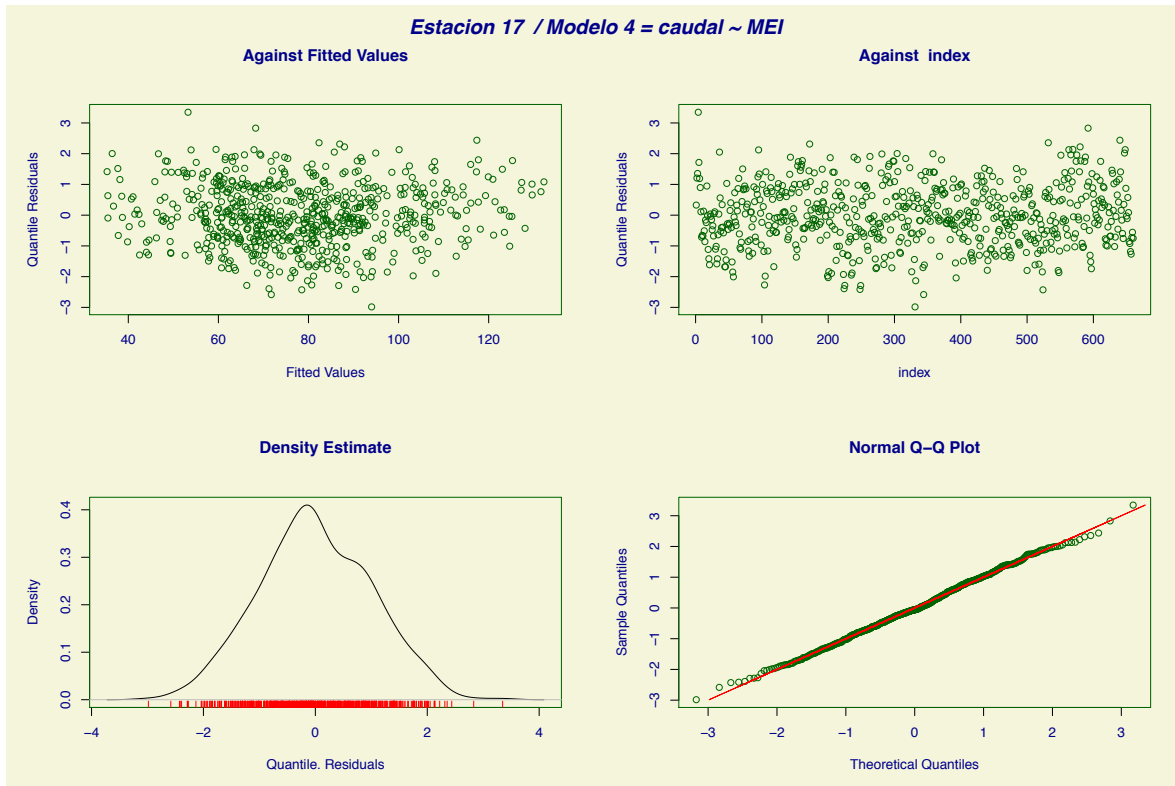 Estacion 17 / Modelo 4 = caudal ~ MEI
Against Fitted Values
Quantile Residuals
3
2
1
0
−1
−2
−3
40 60 80 100 120
Fitted Values
Against index
Quantile Residuals
3
2
1
0
−1
−2
−3
0 100 200 300 400 500 600
index
Density Estimate
Density
0.4
0.3
0.2
0.1
0.0
−4 −2 0 2 4
Quantile. Residuals
Normal Q−Q Plot
Sample Quantiles
3
2
1
0
−1
−2
−3
−3 −2 −1 0 1 2 3
Theoretical Quantiles